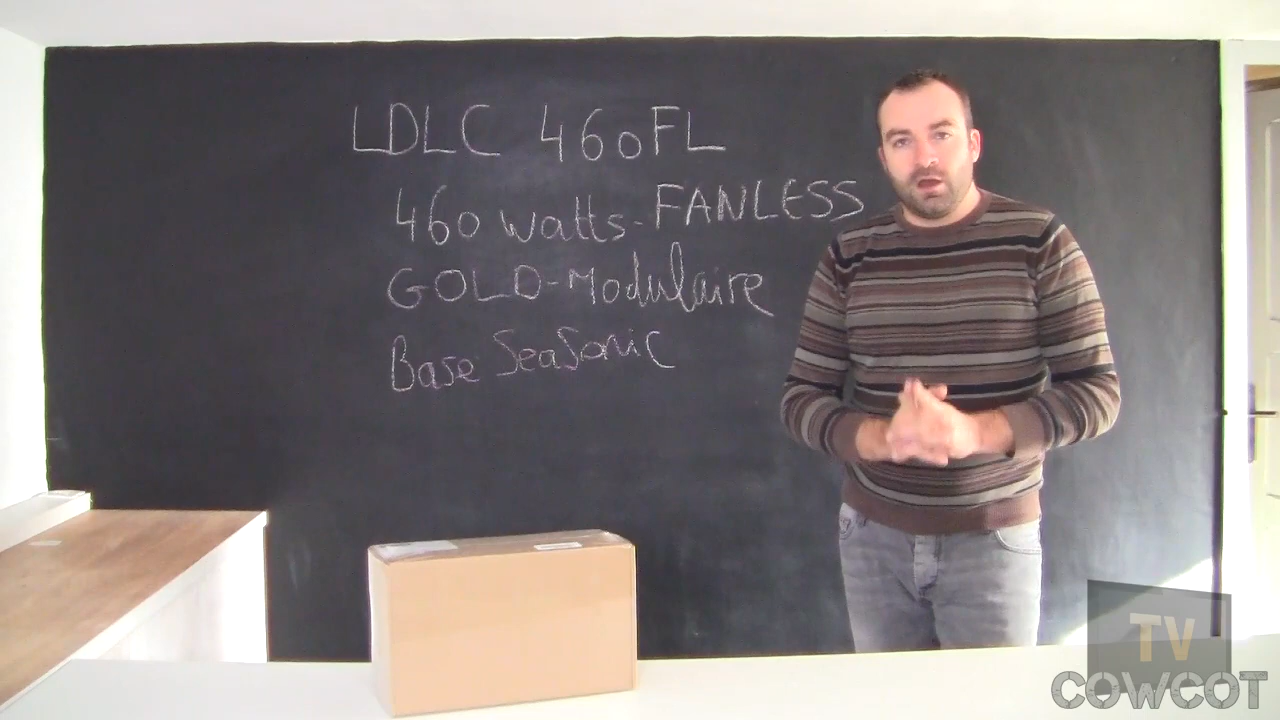 LDLC 460FL
460 watts-FANLESS
GOLD-Modulaire
Base SeaSonic
TV
COWCOT